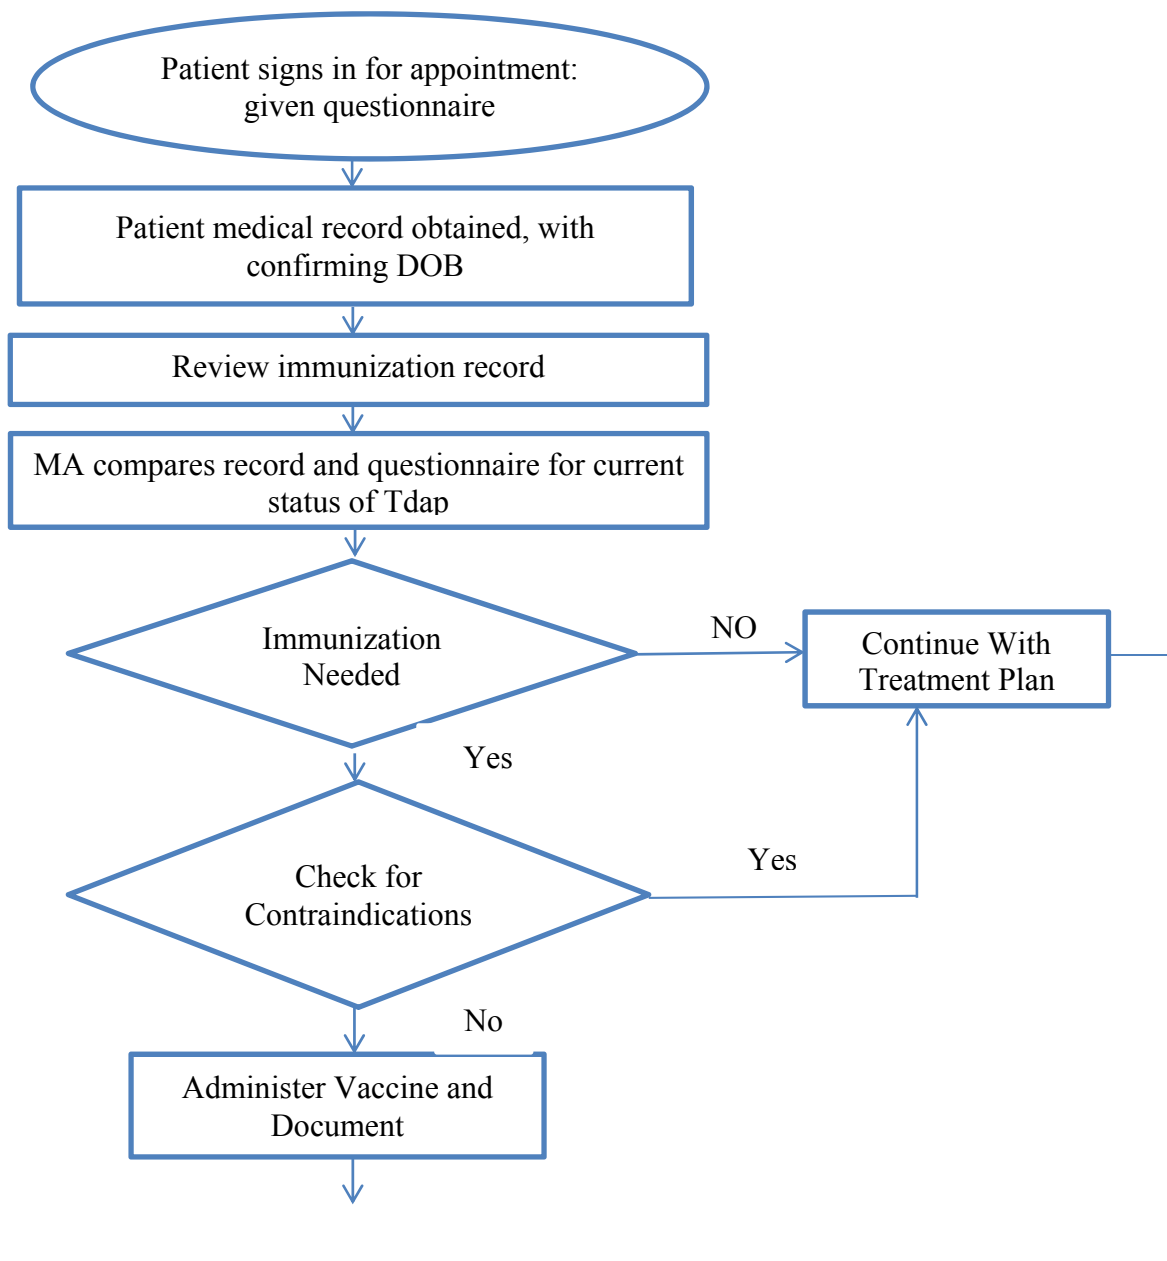 Patient signs in for appointment:
given questionnaire
Patient medical record obtained, with
confirming DOB
Review immunization record
MA compares record and questionnaire for current
status of Tdap
Immunization
Needed
NO
Continue With
Treatment Plan
Yes
Check for
Contraindications
Yes
No
Administer Vaccine and
Document